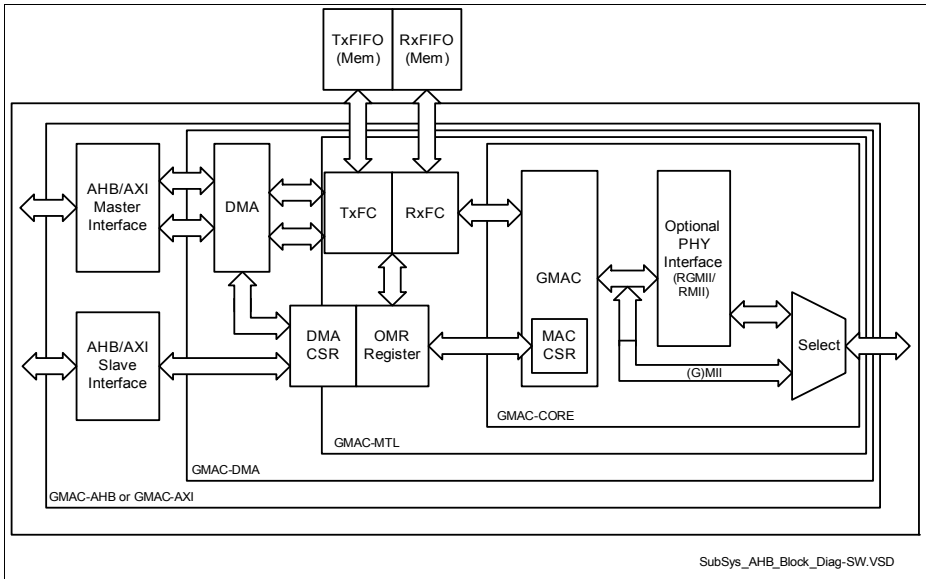 TxFIFO
(Mem)
RxFIFO
(Mem)
AHB/AXI
Master
Interface
DMA
TxFC
RxFC
GMAC
Optional
PHY
Interface
(RGMII/
RMII)
AHB/AXI
Slave
Interface
DMA
CSR
OMR
Register
MAC
CSR
Select
(G)MII
GMAC-CORE
GMAC-MTL
GMAC-DMA
GMAC-AHB or GMAC-AXI
SubSys_AHB_Block_Diag-SW.VSD